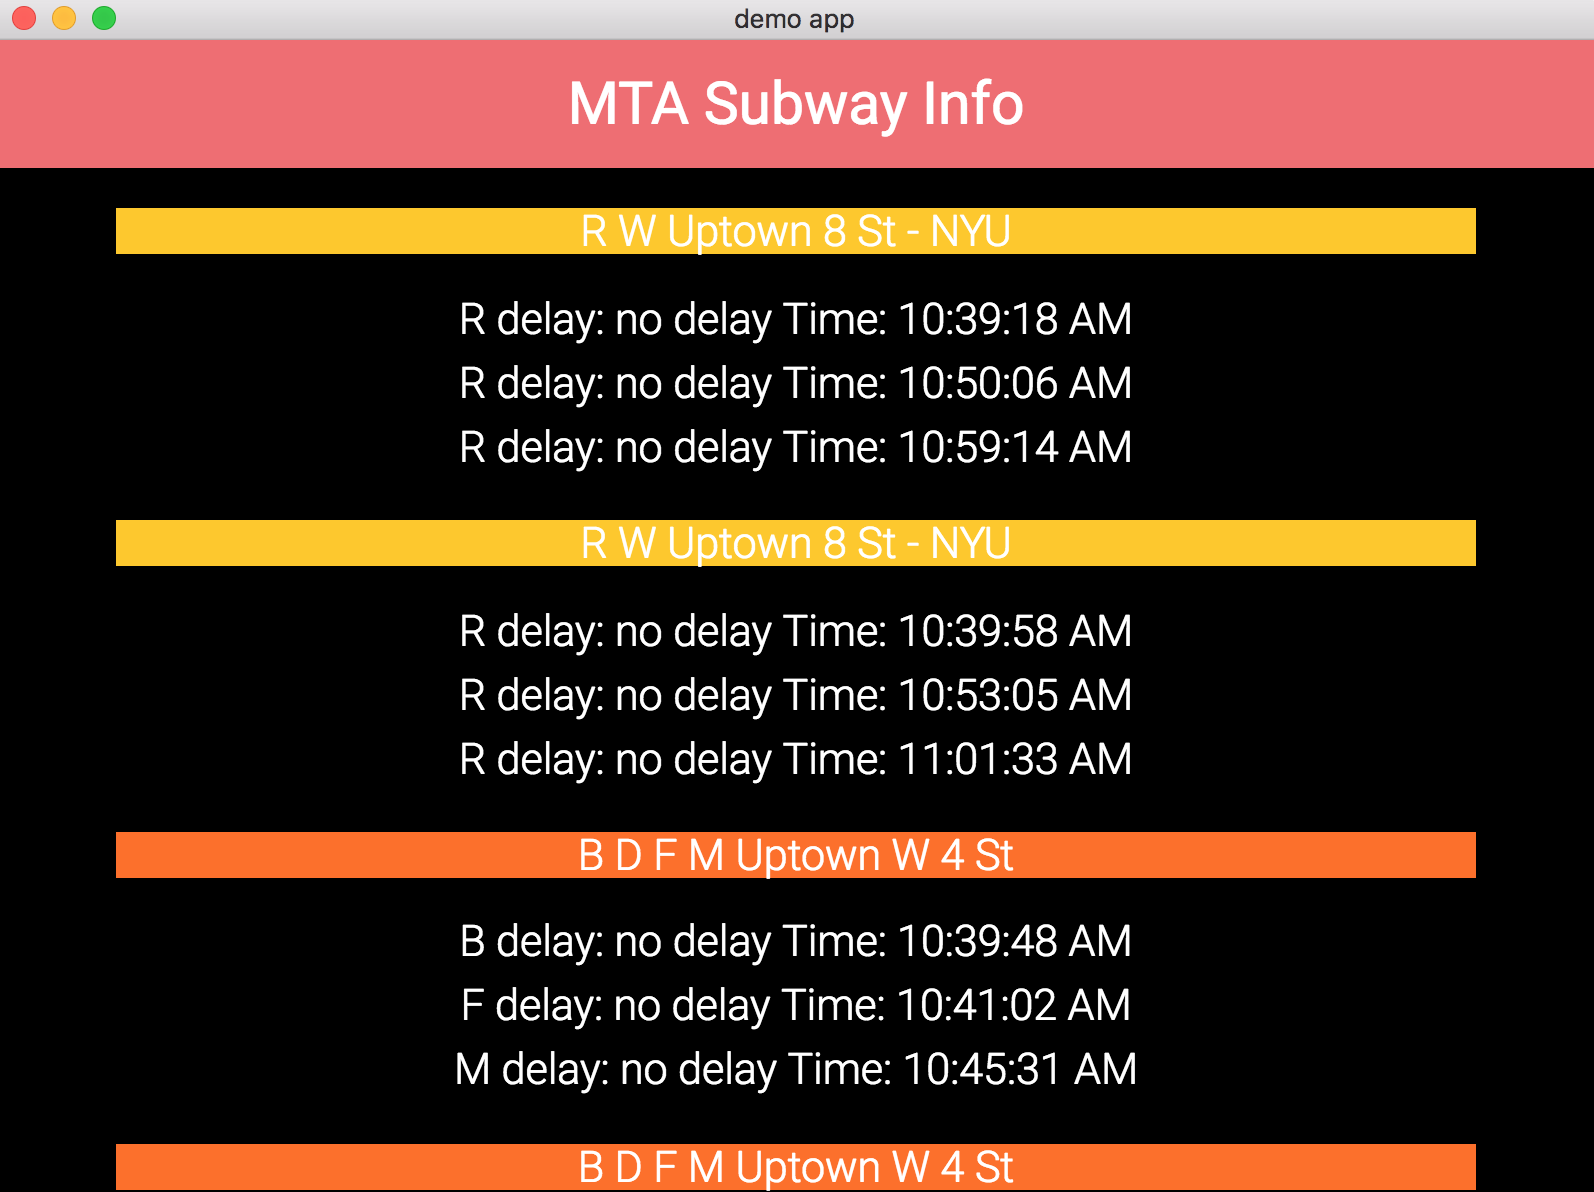 demo app
MTA Subway Info
R W Uptown 8 St - NYU
R delay: no delay Time: 10:39:18 AM
R delay: no delay Time: 10:50:06 AM
R delay: no delay Time: 10:59:14 AM
R W Uptown 8 St - NYU
R delay: no delay Time: 10:39:58 AM
R delay: no delay Time: 10:53:05 AM
R delay: no delay Time: 11:01:33 AM
B D F M Uptown W 4 St
B delay: no delay Time: 10:39:48 AM
F delay: no delay Time: 10:41:02 AM
M delay: no delay Time: 10:45:31 AM
B D F M Uptown W 4 St